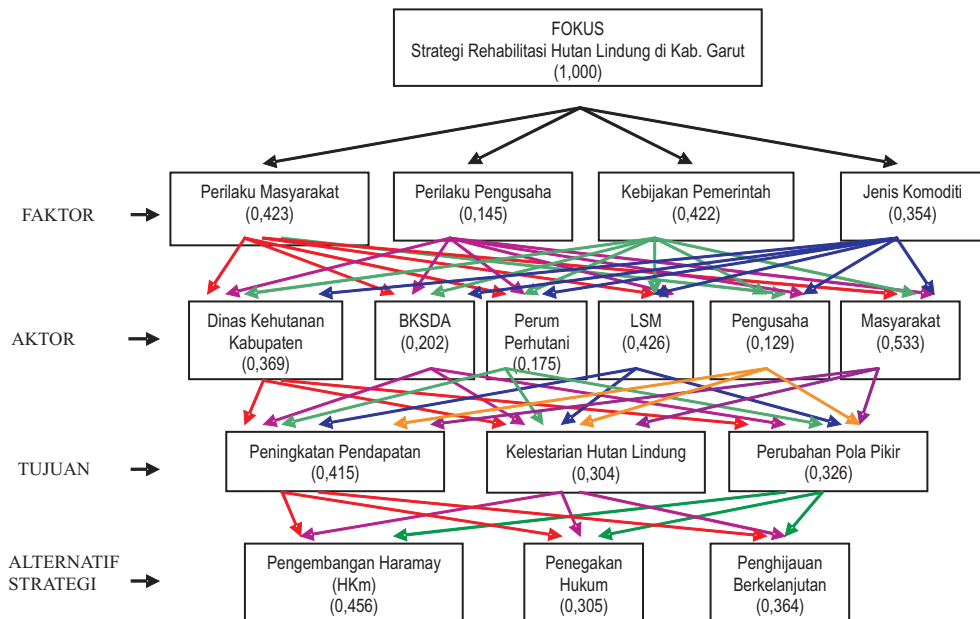 FOKUS
Strategi Rehabilitasi Hutan Lindung di Kab. Garut
(1,000)
FAKTOR
Perilaku Masyarakat
(0,423)
Perilaku Pengusaha
(0,145)
Kebijakan Pemerintah
(0,422)
Jenis Komoditi
(0,354)
AKTOR
Dinas Kehutanan
Kabupaten
(0,369)
BKSDA
(0,202)
Perum
Perhutani
(0,175)
LSM
(0,426)
Pengusaha
(0,129)
Masyarakat
(0,533)
TUJUAN
Peningkatan Pendapatan
(0,415)
Kelestarian Hutan Lindung
(0,304)
Perubahan Pola Pikir
(0,326)
ALTERNATIF
STRATEGI
Pengembangan Haramay
(HKm)
(0,456)
Penegakan
Hukum
(0,305)
Penghijauan
Berkelanjutan
(0,364)